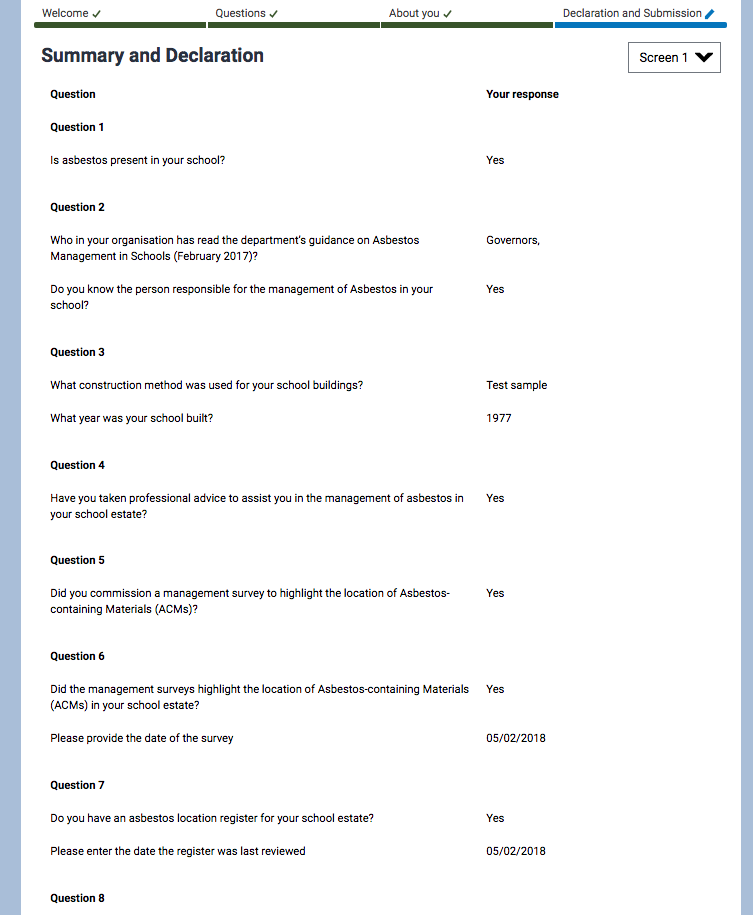 Welcome ✓ Questions ✓ About you ✓ Declaration and Submission
Summary and Declaration
Screen 1
Question Your response
Question 1
Is asbestos present in your school? Yes
Question 2
Who in your organisation has read the department's guidance on Asbestos Governors,
Management in Schools (February 2017)?
Do you know the person responsible for the management of Asbestos in your Yes
school?
Question 3
What construction method was used for your school buildings? Test sample
What year was your school built? 1977
Question 4
Have you taken professional advice to assist you in the management of asbestos in Yes
your school estate?
Question 5
Did you commission a management survey to highlight the location of Asbestos- Yes
containing Materials (ACMs)?
Question 6
Did the management surveys highlight the location of Asbestos-containing Materials Yes
(ACMs) in your school estate?
Please provide the date of the survey 05/02/2018
Question 7
Do you have an asbestos location register for your school estate? Yes
Please enter the date the register was last reviewed 05/02/2018
Question 8